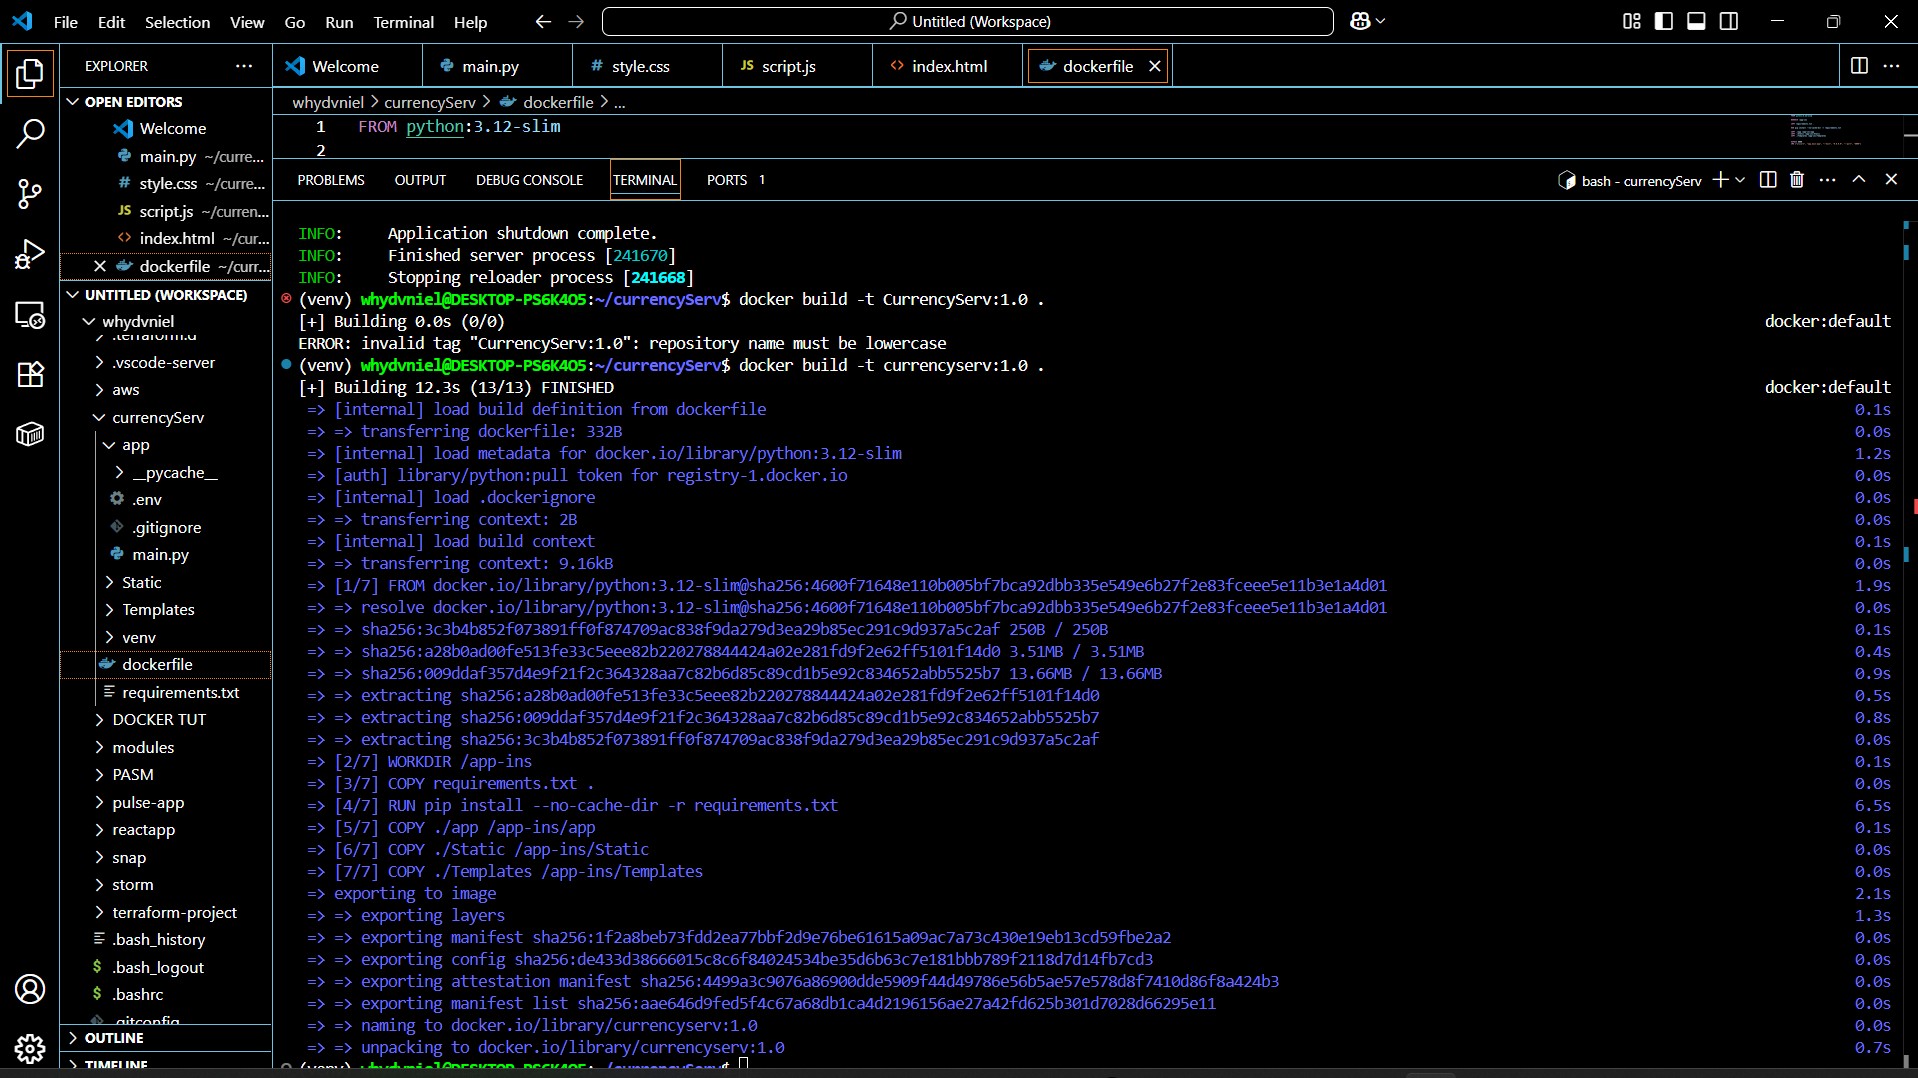 File Edit Selection View Go Run Terminal Help
Untitled (Workspace)
EXPLORER
OPEN EDITORS
Welcome
main.py ~/curre...
style.css ~/curre...
script.js ~/curren...
index.html ~/cur...
dockerfile ~/curr...
UNTITLED (WORKSPACE)
whydvniel
.terraform.d
.vscode-server
aws
currencyServ
app
__pycache__
.env
.gitignore
main.py
Static
Templates
venv
dockerfile
requirements.txt
DOCKER TUT
modules
PASM
pulse-app
reactapp
snap
storm
terraform-project
.bash_history
.bash_logout
.bashrc
.gitconfig
OUTLINE
TIMELINE
Welcome main.py style.css script.js index.html dockerfile
whydvniel > currencyServ > dockerfile > ...
1 FROM python:3.12-slim
2
PROBLEMS OUTPUT DEBUG CONSOLE TERMINAL PORTS 1
bash - currencyServ
INFO: Application shutdown complete.
INFO: Finished server process [241670]
INFO: Stopping reloader process [241668]
(venv) whydvniel@DESKTOP-PS6K4O5:~/currencyServ$ docker build -t CurrencyServ:1.0 .
[+] Building 0.0s (0/0) docker:default
ERROR: invalid tag "CurrencyServ:1.0": repository name must be lowercase
(venv) whydvniel@DESKTOP-PS6K4O5:~/currencyServ$ docker build -t currencyserv:1.0 .
[+] Building 12.3s (13/13) FINISHED docker:default
=> [internal] load build definition from dockerfile 0.1s
=> => transferring dockerfile: 332B 0.0s
=> [internal] load metadata for docker.io/library/python:3.12-slim 1.2s
=> [auth] library/python:pull token for registry-1.docker.io 0.0s
=> [internal] load .dockerignore 0.0s
=> => transferring context: 2B 0.0s
=> [internal] load build context 0.1s
=> => transferring context: 9.16kB 0.0s
=> [1/7] FROM docker.io/library/python:3.12-slim@sha256:4600f71648e110b005bf7bca92dbb335e549e6b27f2e83fceee5e11b3e1a4d01 1.9s
=> => resolve docker.io/library/python:3.12-slim@sha256:4600f71648e110b005bf7bca92dbb335e549e6b27f2e83fceee5e11b3e1a4d01 0.0s
=> => sha256:3c3b4b852f073891ff0f874709ac838f9da279d3ea29b85ec291c9d937a5c2af 250B / 250B 0.1s
=> => sha256:a28b0ad00fe513fe33c5eee82b220278844424a02e281fd9f2e62ff5101f14d0 3.51MB / 3.51MB 0.4s
=> => sha256:009ddaf357d4e9f21f2c364328aa7c82b6d85c89cd1b5e92c834652abb5525b7 13.66MB / 13.66MB 0.9s
=> => extracting sha256:a28b0ad00fe513fe33c5eee82b220278844424a02e281fd9f2e62ff5101f14d0 0.5s
=> => extracting sha256:009ddaf357d4e9f21f2c364328aa7c82b6d85c89cd1b5e92c834652abb5525b7 0.8s
=> => extracting sha256:3c3b4b852f073891ff0f874709ac838f9da279d3ea29b85ec291c9d937a5c2af 0.0s
=> [2/7] WORKDIR /app-ins 0.1s
=> [3/7] COPY requirements.txt . 0.0s
=> [4/7] RUN pip install --no-cache-dir -r requirements.txt 6.5s
=> [5/7] COPY ./app /app-ins/app 0.1s
=> [6/7] COPY ./Static /app-ins/Static 0.0s
=> [7/7] COPY ./Templates /app-ins/Templates 0.0s
=> exporting to image 2.1s
=> => exporting layers 1.3s
=> => exporting manifest sha256:1f2a8beb73fdd2ea77bbf2d9e76be61615a09ac7a73c430e19eb13cd59fbe2a2 0.0s
=> => exporting config sha256:de433d38666015c8c6f84024534be35d6b63c7e181bbb789f2118d7d14fb7cd3 0.0s
=> => exporting attestation manifest sha256:4499a3c9076a86900dde5909f44d49786e56b5ae57e578d8f7410d86f8a424b3 0.0s
=> => exporting manifest list sha256:aae646d9fed5f4c67a68db1ca4d2196156ae27a42fd625b301d7028d66295e11 0.0s
=> => naming to docker.io/library/currencyserv:1.0 0.0s
=> => unpacking to docker.io/library/currencyserv:1.0 0.7s
(venv) whydvniel@DESKTOP-PS6K4O5:~/currencyServ$